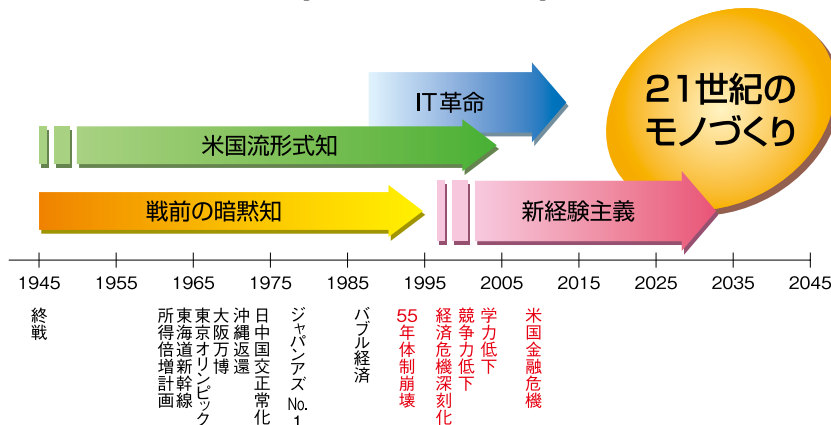 21世紀の
モノづくり
IT革命
米国流形式知
戦前の暗黙知
新経験主義
1945 1955 1965 1975 1985 1995 2005 2015 2025 2035 2045
終戦
所得倍増計画
東海道新幹線
東京オリンピック
大阪万博
沖縄返還
日中国交正常化
ジャパンアズNo.1
バブル経済
55年体制崩壊
経済危機深刻化
競争力低下
学力低下
米国金融危機